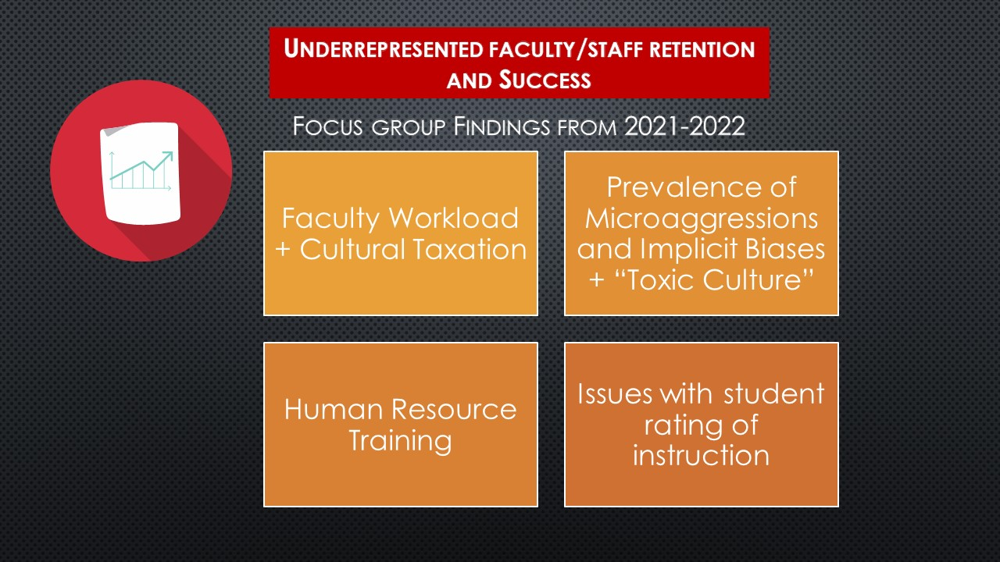 Underrepresented faculty/staff retention
and Success
Focus group Findings from 2021-2022
Faculty Workload
+ Cultural Taxation
Prevalence of
Microaggressions
and Implicit Biases
+ “Toxic Culture”
Human Resource
Training
Issues with student
rating of
instruction